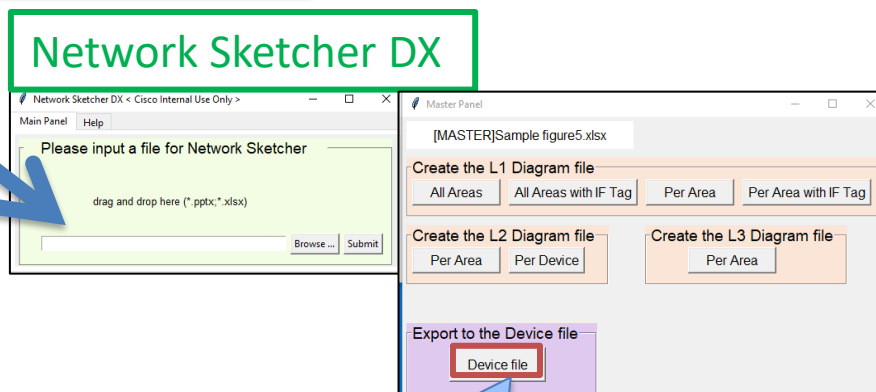 Network Sketcher DX
Network Sketcher DX < Cisco Internal Use Only >
Main Panel Help
Please input a file for Network Sketcher
drag and drop here (*.pptx;*.xlsx)
Browse ... Submit
Master Panel
[MASTER]Sample figure5.xlsx
Create the L1 Diagram file
All Areas All Areas with IF Tag Per Area Per Area with IF Tag
Create the L2 Diagram file
Per Area Per Device
Create the L3 Diagram file
Per Area
Export to the Device file
Device file